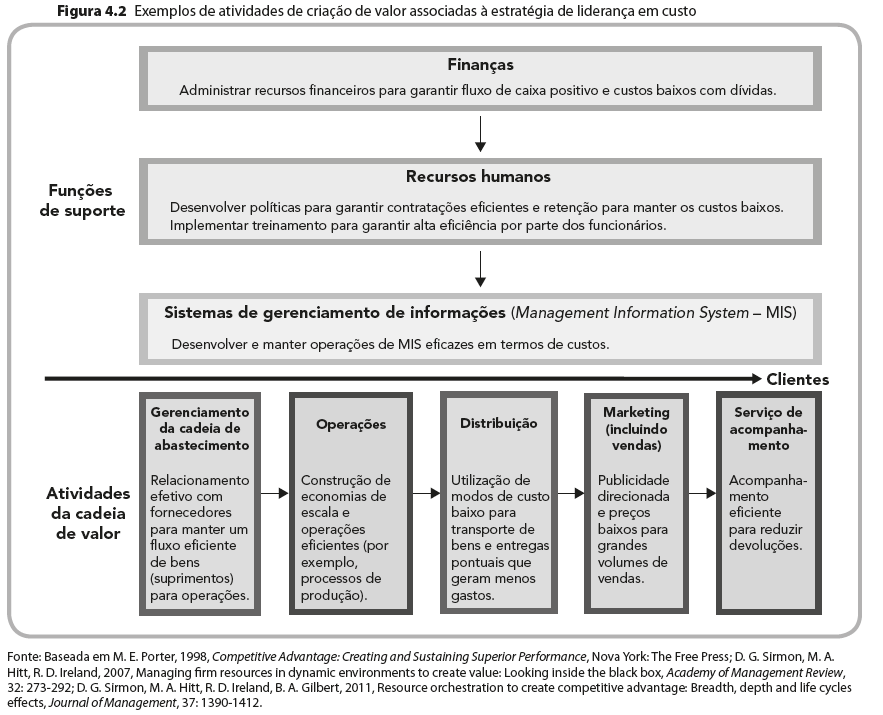 Figura 4.2 Exemplos de atividades de criação de valor associadas à estratégia de liderança em custo
Finanças
Administrar recursos financeiros para garantir fluxo de caixa positivo e custos baixos com dívidas.
Funções
de suporte
Recursos humanos
Desenvolver políticas para garantir contratações eficientes e retenção para manter os custos baixos.
Implementar treinamento para garantir alta eficiência por parte dos funcionários.
Sistemas de gerenciamento de informações (Management Information System – MIS)
Desenvolver e manter operações de MIS eficazes em termos de custos.
Clientes
Atividades
da cadeia
de valor
Gerenciamento
da cadeia de
abastecimento
Relacionamento
efetivo com
fornecedores
para manter um
fluxo eficiente
de bens
(suprimentos)
para operações.
Operações
Construção de
economias de
escala e
operações
eficientes (por
exemplo,
processos de
produção).
Distribuição
Utilização de
modos de custo
baixo para
transporte de
bens e entregas
pontuais que
geram menos
gastos.
Marketing
(incluindo
vendas)
Publicidade
direcionada
e preços
baixos para
grandes
volumes de
vendas.
Serviço de
acompanha-
mento
Acompanha-
mento
eficiente
para reduzir
devoluções.
Fonte: Baseada em M. E. Porter, 1998, Competitive Advantage: Creating and Sustaining Superior Performance, Nova York: The Free Press; D. G. Sirmon, M. A.
Hitt, R. D. Ireland, 2007, Managing firm resources in dynamic environments to create value: Looking inside the black box, Academy of Management Review,
32: 273-292; D. G. Sirmon, M. A. Hitt, R. D. Ireland, B. A. Gilbert, 2011, Resource orchestration to create competitive advantage: Breadth, depth and life cycles
effects, Journal of Management, 37: 1390-1412.